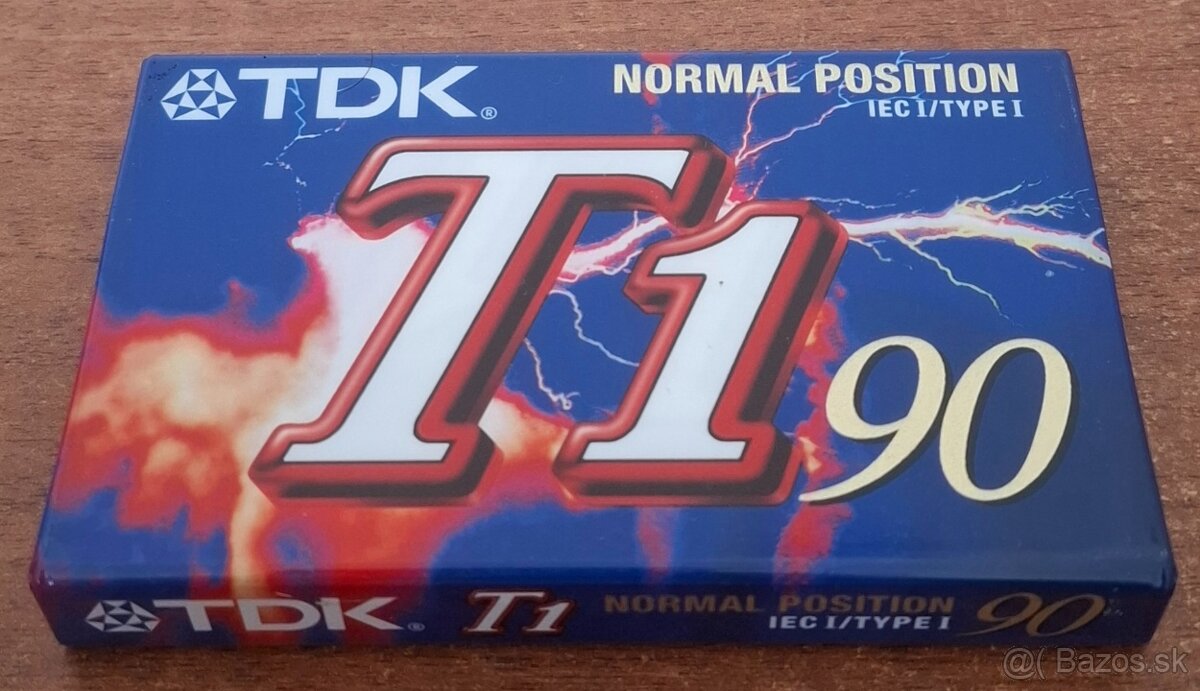 TDK®
NORMAL POSITION
IEC I/TYPE I
T1 90
TDK® T1 NORMAL POSITION 90
IEC I/TYPE I
@( Bazos.sk